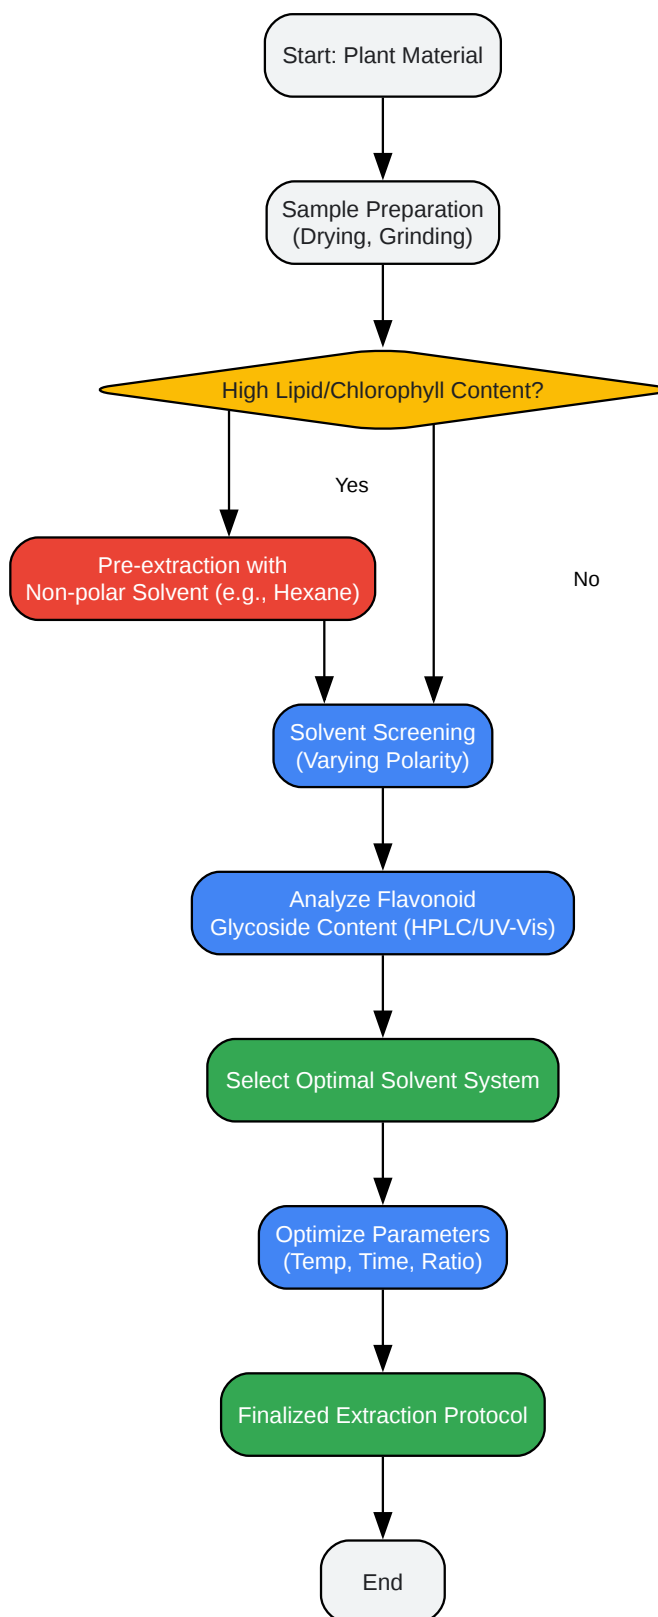 Start: Plant Material
Sample Preparation
(Drying, Grinding)
High Lipid/Chlorophyll Content?
Yes
Pre-extraction with
Non-polar Solvent (e.g., Hexane)
No
Solvent Screening
(Varying Polarity)
Analyze Flavonoid
Glycoside Content (HPLC/UV-Vis)
Select Optimal Solvent System
Optimize Parameters
(Temp, Time, Ratio)
Finalized Extraction Protocol
End